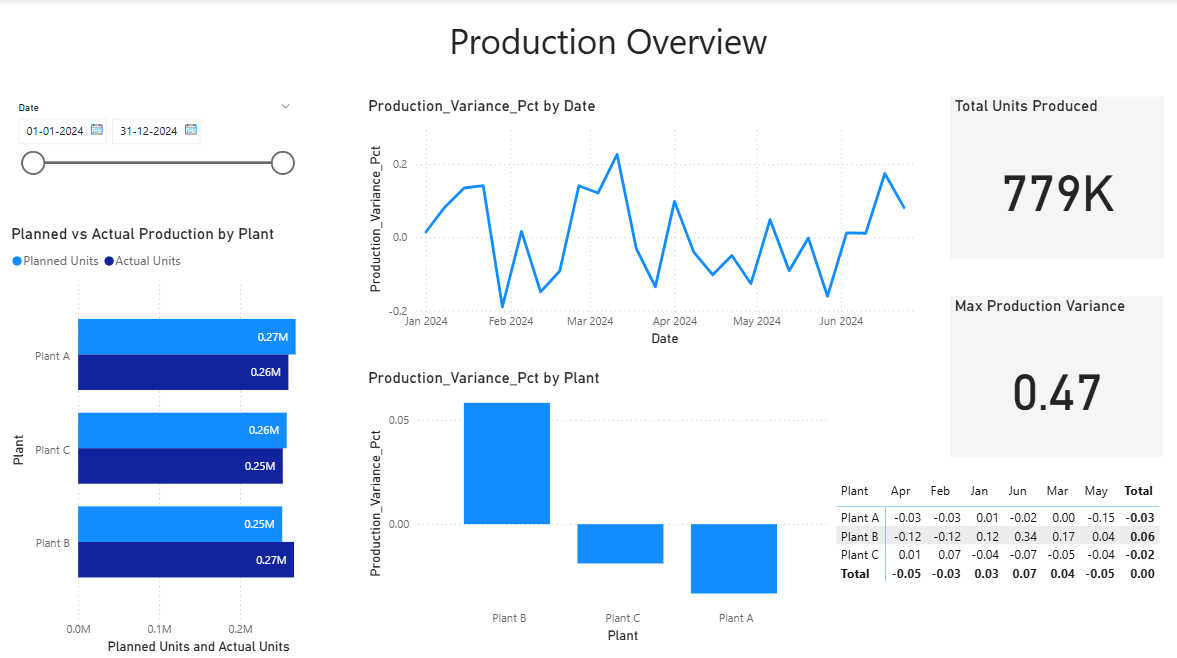 Production Overview
Date
01-01-2024 31-12-2024
Planned vs Actual Production by Plant
Planned Units Actual Units
Plant
Plant A
0.27M
0.26M
Plant C
0.26M
0.25M
Plant B
0.25M
0.27M
0.0M 0.1M 0.2M
Planned Units and Actual Units
Production_Variance_Pct by Date
Production_Variance_Pct
0.2
0.0
-0.2
Jan 2024 Feb 2024 Mar 2024 Apr 2024 May 2024 Jun 2024
Date
Production_Variance_Pct by Plant
Production_Variance_Pct
0.05
0.00
Plant B Plant C Plant A
Plant
Total Units Produced
779K
Max Production Variance
0.47
Plant Apr Feb Jan Jun Mar May Total
Plant A -0.03 -0.03 0.01 -0.02 0.00 -0.15 -0.03
Plant B -0.12 -0.12 0.12 0.34 0.17 0.04 0.06
Plant C 0.01 0.07 -0.04 -0.07 -0.05 -0.04 -0.02
Total -0.05 -0.03 0.03 0.07 0.04 -0.05 0.00